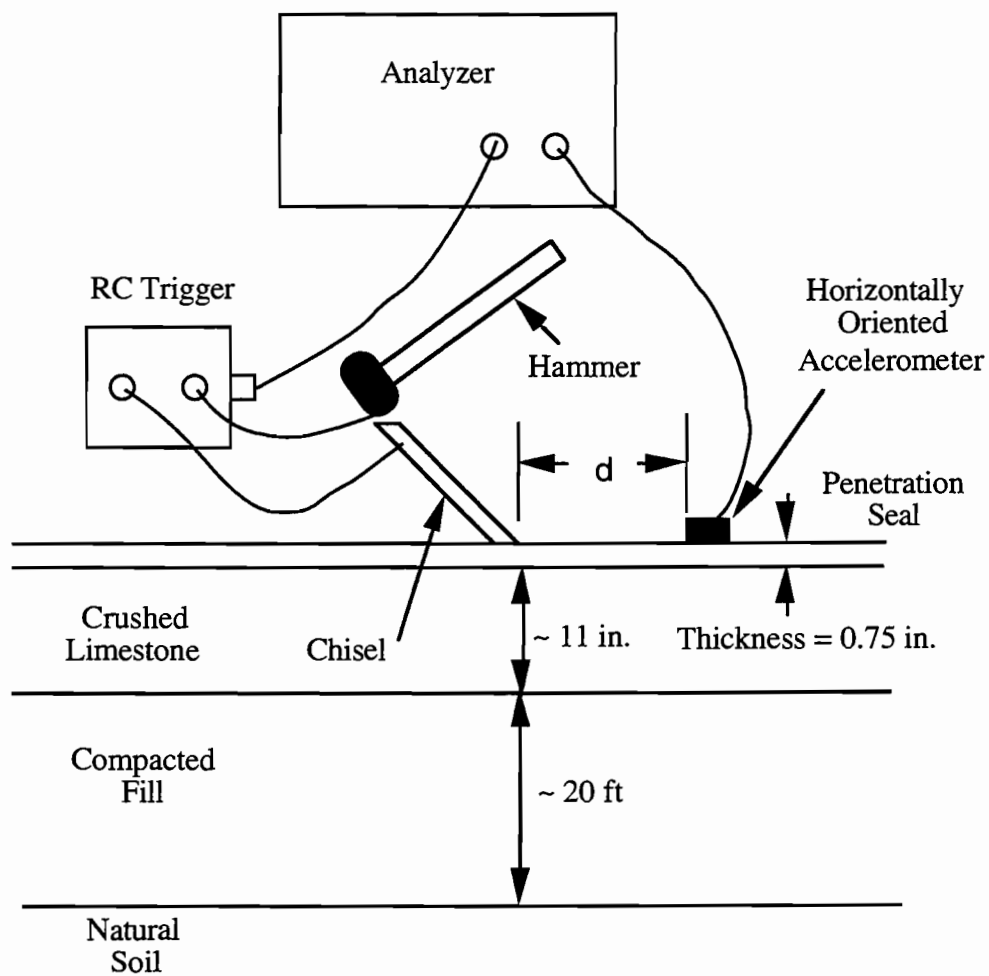 Analyzer
RC Trigger
Hammer
Horizontally
Oriented
Accelerometer
d
Penetration
Seal
Crushed
Limestone
Chisel
~ 11 in.
Thickness = 0.75 in.
Compacted
Fill
~ 20 ft
Natural
Soil